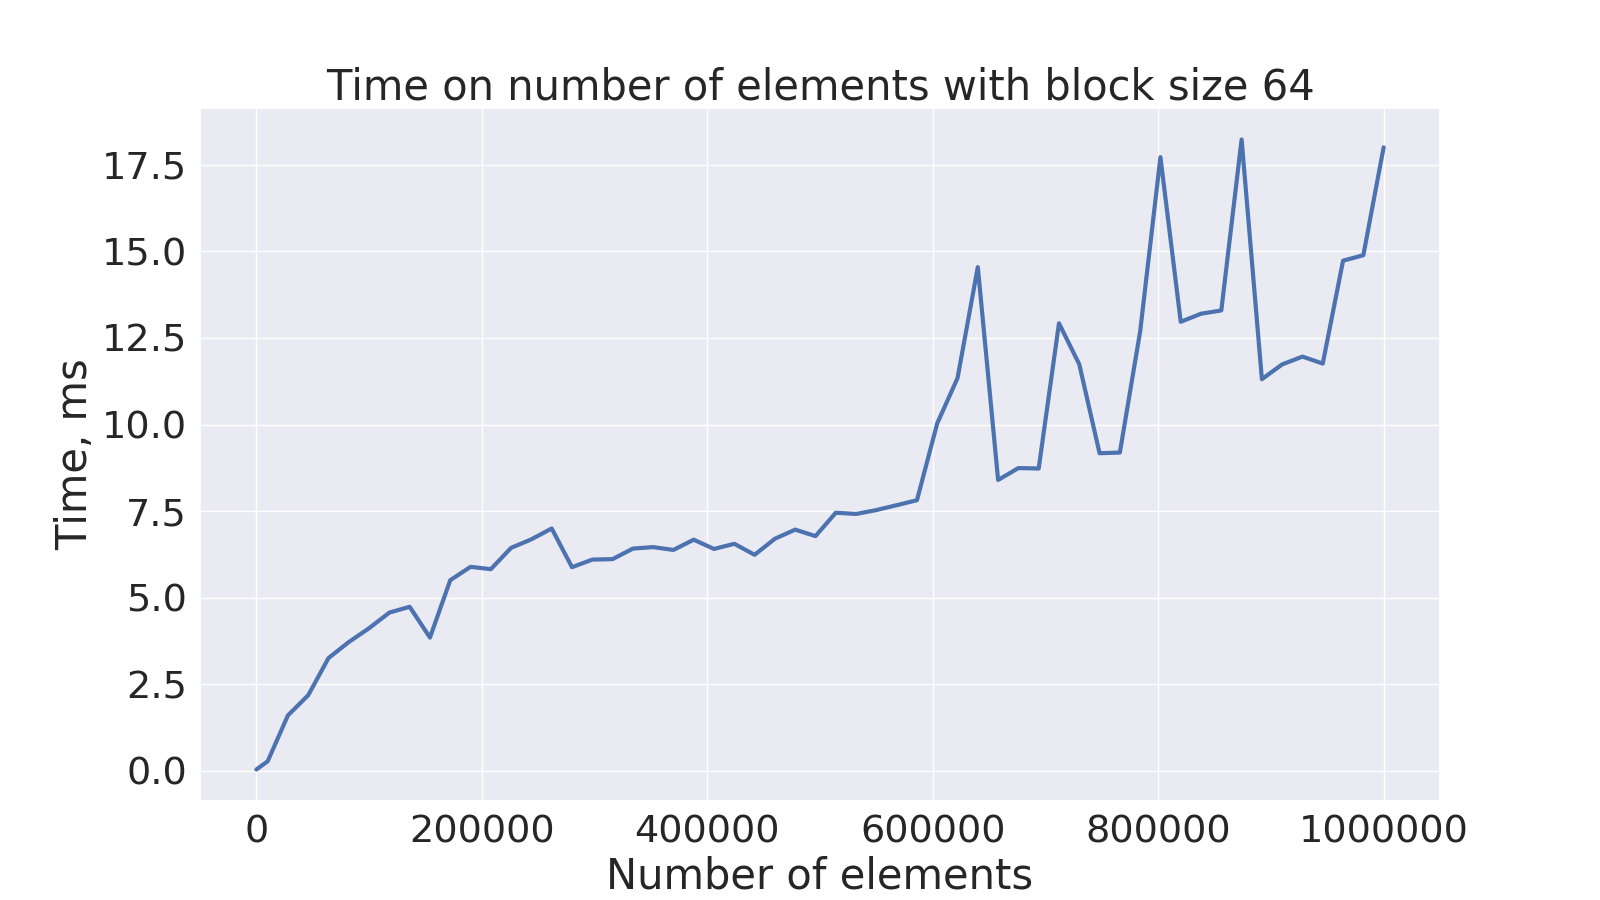 Time on number of elements with block size 64
17.5
15.0
12.5
10.0
7.5
5.0
2.5
0.0
Time, ms
0 200000 400000 600000 800000 1000000
Number of elements